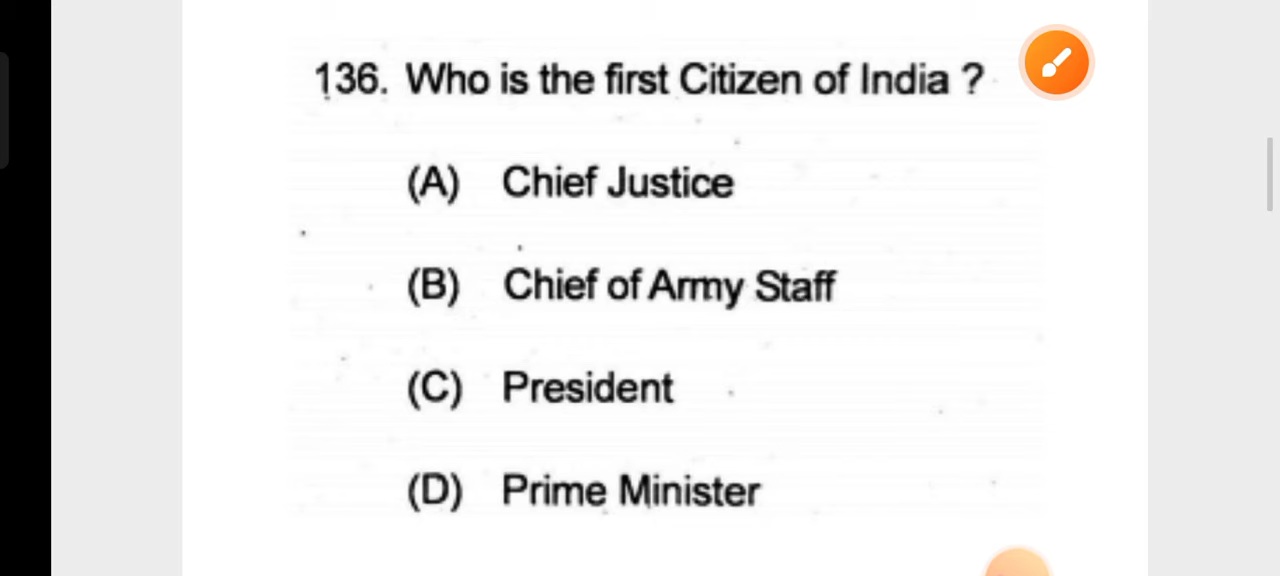 136. Who is the first Citizen of India ?
(A) Chief Justice
(B) Chief of Army Staff
(C) President
(D) Prime Minister